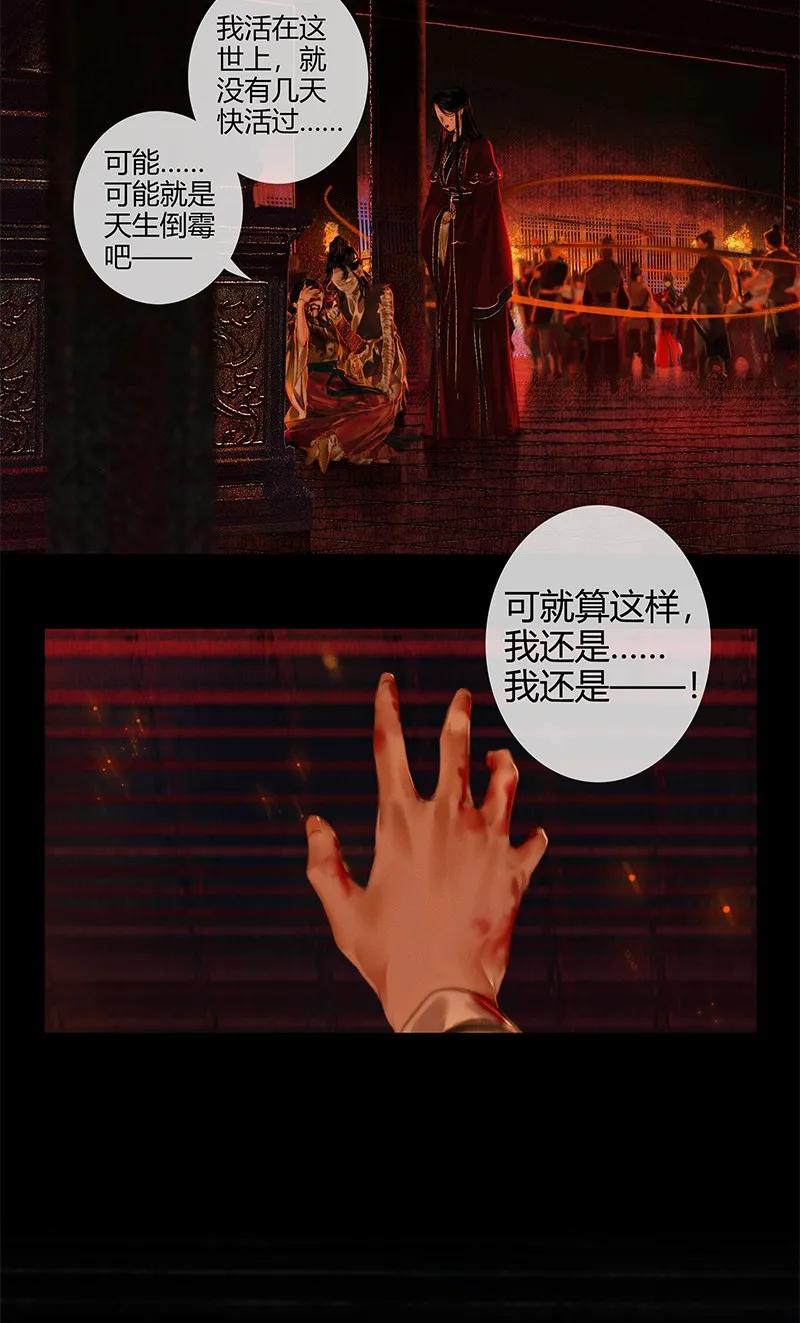 我活在这
世上，就
没有几天
快活过……
可能……
可能就是
天生倒霉
吧——
可就算这样，
我还是……
我还是——！